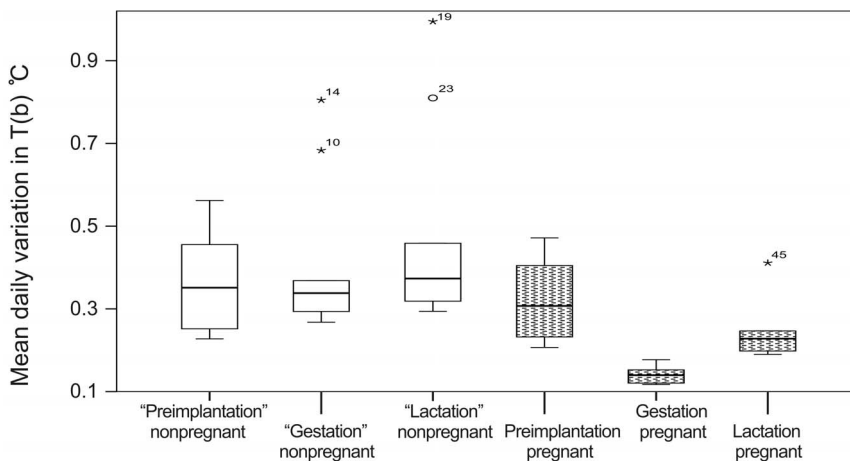 Mean daily variation in T(b) °C
0.9
0.7
0.5
0.3
0.1
*19
*14
23
*10
*45
"Preimplantation"
nonpregnant
"Gestation"
nonpregnant
"Lactation"
nonpregnant
Preimplantation
pregnant
Gestation
pregnant
Lactation
pregnant